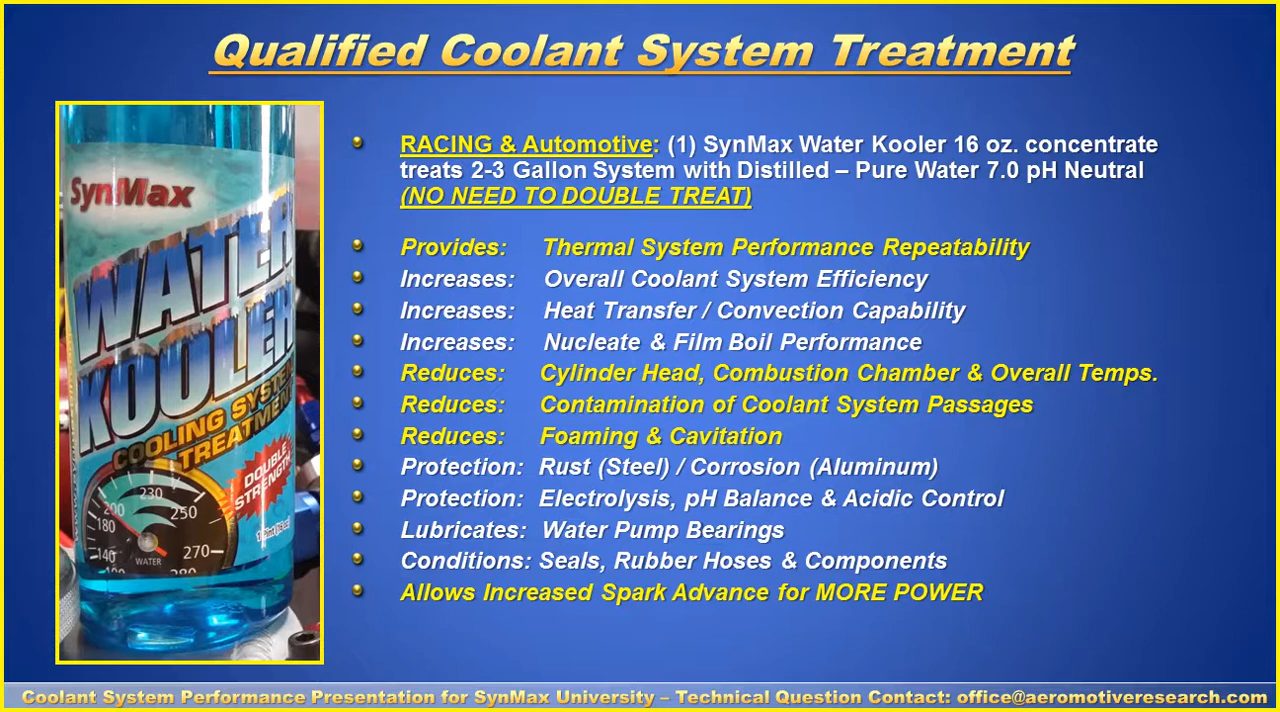 Qualified Coolant System Treatment
SynMax
WATER
KOOLER
COOLING SYSTEM
TREATMENT
DOUBLE
STRENGTH
230
200
250
180
140
270
WATER
280
RACING & Automotive: (1) SynMax Water Kooler 16 oz. concentrate
treats 2-3 Gallon System with Distilled – Pure Water 7.0 pH Neutral
(NO NEED TO DOUBLE TREAT)
Provides: Thermal System Performance Repeatability
Increases: Overall Coolant System Efficiency
Increases: Heat Transfer / Convection Capability
Increases: Nucleate & Film Boil Performance
Reduces: Cylinder Head, Combustion Chamber & Overall Temps.
Reduces: Contamination of Coolant System Passages
Reduces: Foaming & Cavitation
Protection: Rust (Steel) / Corrosion (Aluminum)
Protection: Electrolysis, pH Balance & Acidic Control
Lubricates: Water Pump Bearings
Conditions: Seals, Rubber Hoses & Components
Allows Increased Spark Advance for MORE POWER
Coolant System Performance Presentation for SynMax University – Technical Question Contact: office@aeromotiveresearch.com